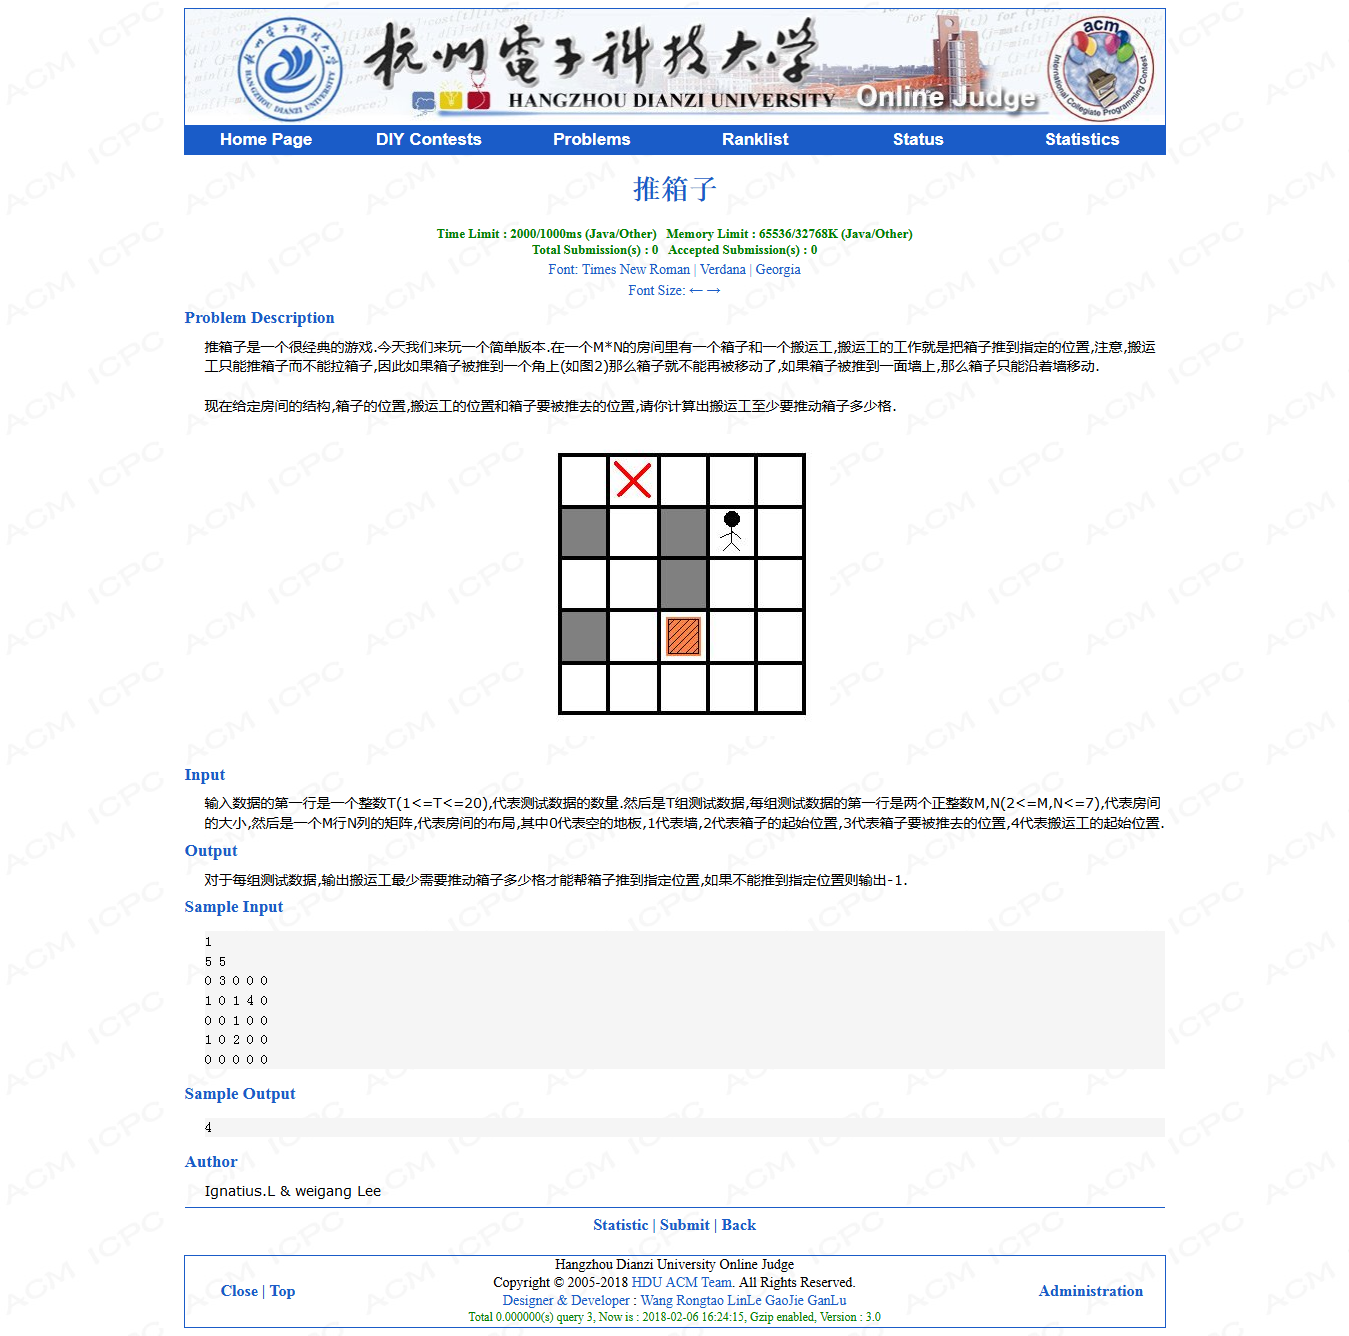 杭州電子科技大学
HANGZHOU DIANZI UNIVERSITY Online Judge
acm
International Collegiate Programming Contest
Home Page DIY Contests Problems Ranklist Status Statistics
推箱子
Time Limit : 2000/1000ms (Java/Other) Memory Limit : 65536/32768K (Java/Other)
Total Submission(s) : 0 Accepted Submission(s) : 0
Font: Times New Roman | Verdana | Georgia
Font Size: ← →
Problem Description
推箱子是一个很经典的游戏.今天我们来玩一个简单版本.在一个M*N的房间里有一个箱子和一个搬运工,搬运工的工作就是把箱子推到指定的位置,注意,搬运
工只能推箱子而不能拉箱子,因此如果箱子被推到一个角上(如图2)那么箱子就不能再被移动了,如果箱子被推到一面墙上,那么箱子只能沿着墙移动.
现在给定房间的结构,箱子的位置,搬运工的位置和箱子要被推去的位置,请你计算出搬运工至少要推动箱子多少格.
Input
输入数据的第一行是一个整数T(1<=T<=20),代表测试数据的数量.然后是T组测试数据,每组测试数据的第一行是两个正整数M,N(2<=M,N<=7),代表房间
的大小,然后是一个M行N列的矩阵,代表房间的布局,其中0代表空的地板,1代表墙,2代表箱子的起始位置,3代表箱子要被推去的位置,4代表搬运工的起始位置.
Output
对于每组测试数据,输出搬运工最少需要推动箱子多少格才能帮箱子推到指定位置,如果不能推到指定位置则输出-1.
Sample Input
1
5 5
0 3 0 0 0
1 0 1 4 0
0 0 1 0 0
1 0 2 0 0
0 0 0 0 0
Sample Output
4
Author
Ignatius.L & weigang Lee
Statistic | Submit | Back
Hangzhou Dianzi University Online Judge
Copyright © 2005-2018 HDU ACM Team. All Rights Reserved.
Close | Top
Administration
Designer & Developer : Wang Rongtao LinLe GaoJie GanLu
Total 0.000000(s) query 3, Now is : 2018-02-06 16:24:15, Gzip enabled, Version : 3.0